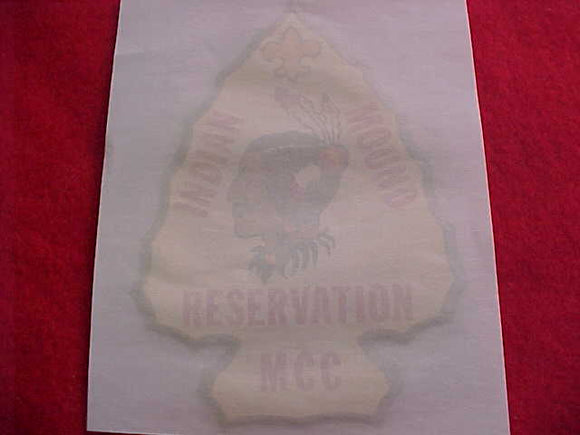 INDIAN MOUND
RESERVATION
MCC